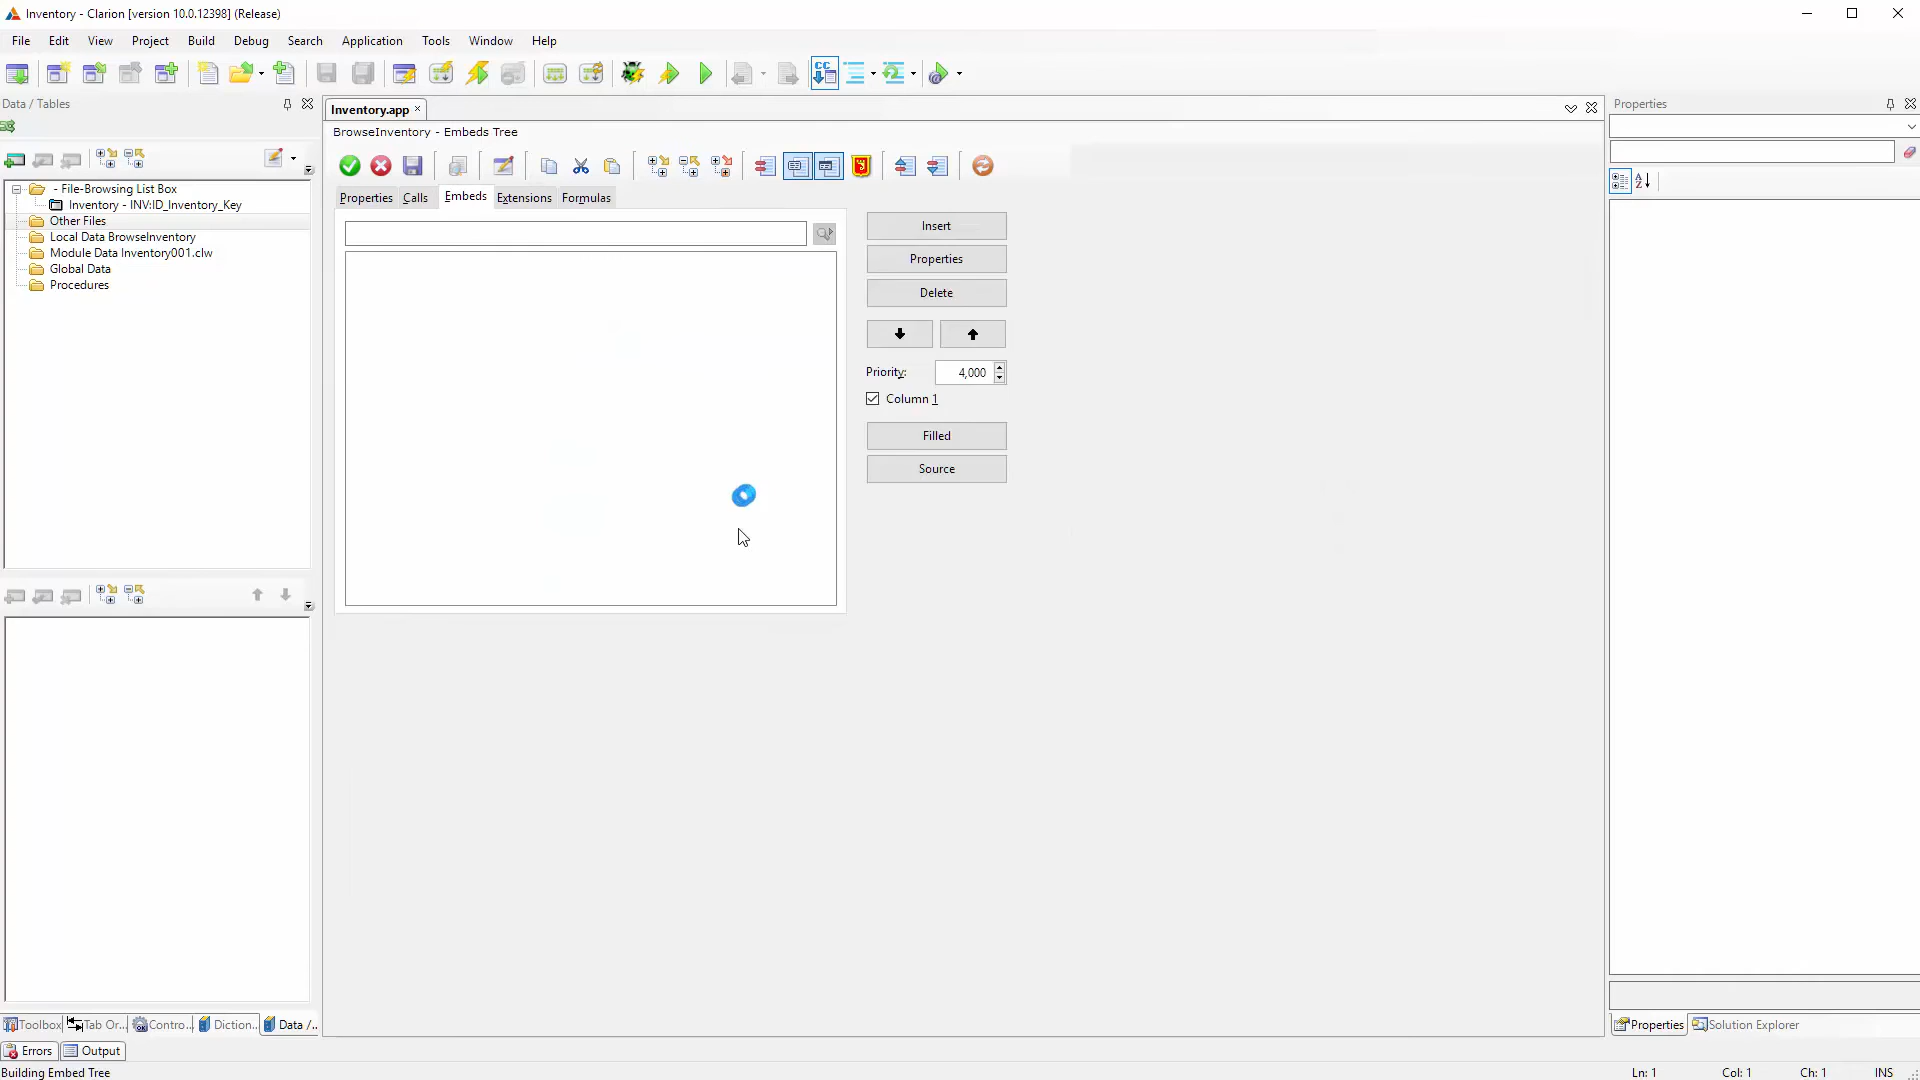 Inventory - Clarion [version 10.0.12398] (Release)
File Edit View Project Build Debug Search Application Tools Window Help
Data / Tables
Inventory.app
Properties
BrowseInventory - Embeds Tree
- File-Browsing List Box
Inventory - INV:ID_Inventory_Key
Other Files
Local Data BrowseInventory
Module Data Inventory001.clw
Global Data
Procedures
Properties Calls Embeds Extensions Formulas
Insert
Properties
Delete
Priority: 4,000
Column 1
Filled
Source
Toolbox Tab Or... Contro... Diction... Data /...
Properties Solution Explorer
Errors Output
Building Embed Tree
Ln: 1 Col: 1 Ch: 1 INS